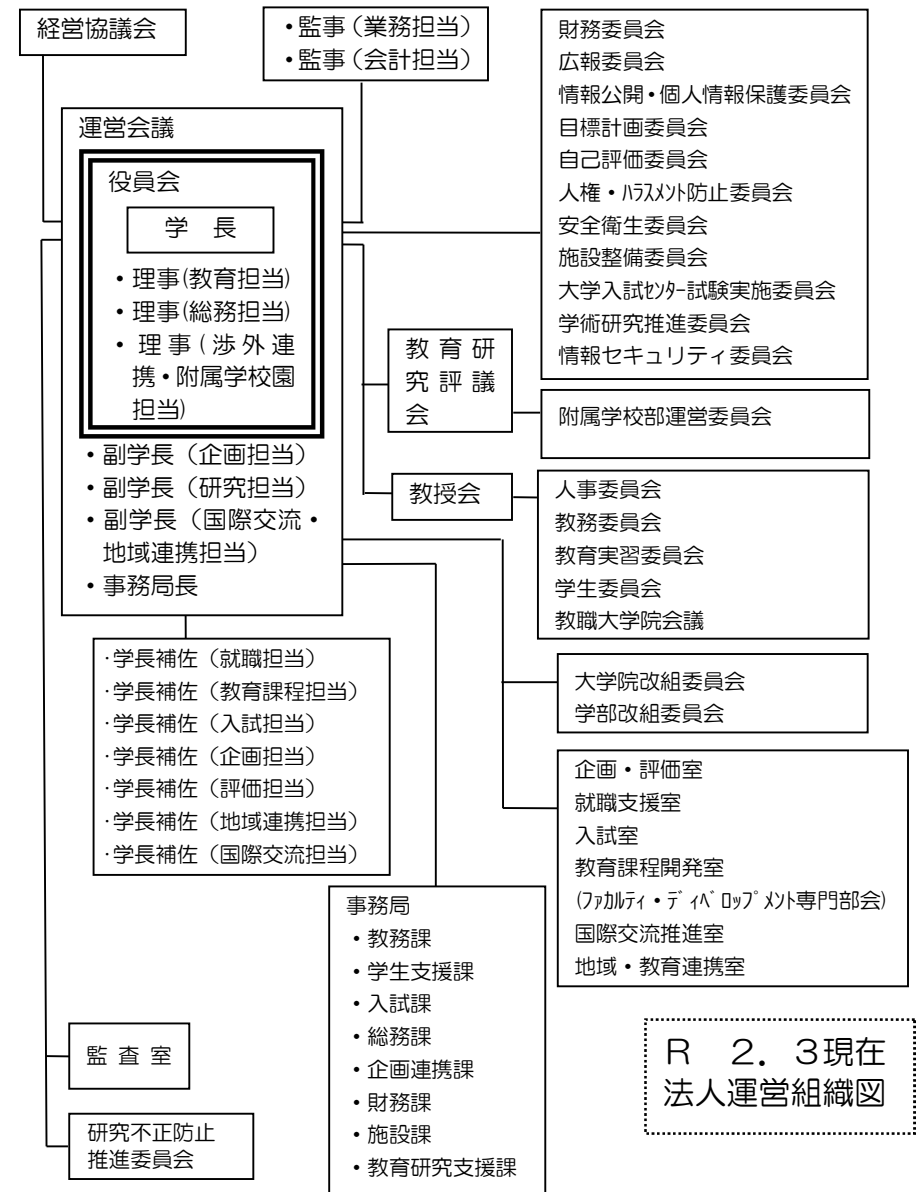 経営協議会
・監事（業務担当）
・監事（会計担当）
財務委員会
広報委員会
情報公開・個人情報保護委員会
目標計画委員会
自己評価委員会
人権・ﾊﾗｽﾒﾝﾄ防止委員会
安全衛生委員会
施設整備委員会
大学入試ｾﾝﾀｰ試験実施委員会
学術研究推進委員会
情報セキュリティ委員会
運営会議
役員会
学　長
・理事(教育担当)
・理事(総務担当)
・理事(渉外連
携・附属学校園
担当)
・副学長（企画担当）
・副学長（研究担当）
・副学長（国際交流・
地域連携担当）
・事務局長
教育研
究評議
会
附属学校部運営委員会
教授会
人事委員会
教務委員会
教育実習委員会
学生委員会
教職大学院会議
･学長補佐（就職担当）
･学長補佐（教育課程担当）
･学長補佐（入試担当）
･学長補佐（企画担当）
･学長補佐（評価担当）
･学長補佐（地域連携担当）
･学長補佐（国際交流担当）
大学院改組委員会
学部改組委員会
企画・評価室
就職支援室
入試室
教育課程開発室
(ﾌｧｶﾙﾃｨ・ﾃﾞｨﾍﾞﾛｯﾌﾟﾒﾝﾄ専門部会)
国際交流推進室
地域・教育連携室
事務局
・教務課
・学生支援課
・入試課
・総務課
・企画連携課
・財務課
・施設課
・教育研究支援課
監査室
研究不正防止
推進委員会
Ｒ　２．３現在
法人運営組織図